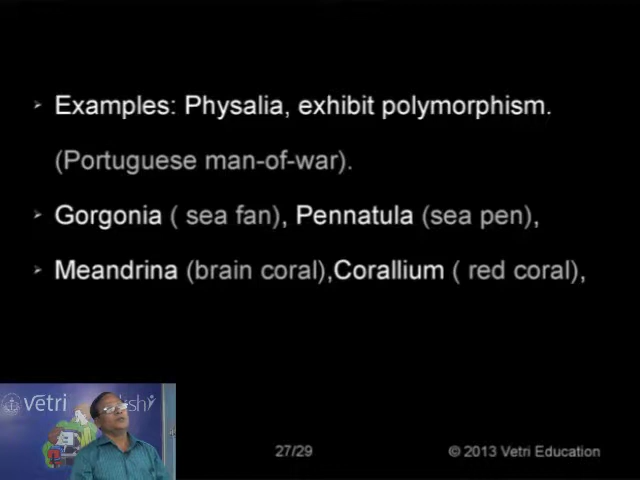 Examples: Physalia, exhibit polymorphism.
(Portuguese man-of-war).
Gorgonia ( sea fan), Pennatula (sea pen),
Meandrina (brain coral),Corallium ( red coral),
vetri
27/29
© 2013 Vetri Education